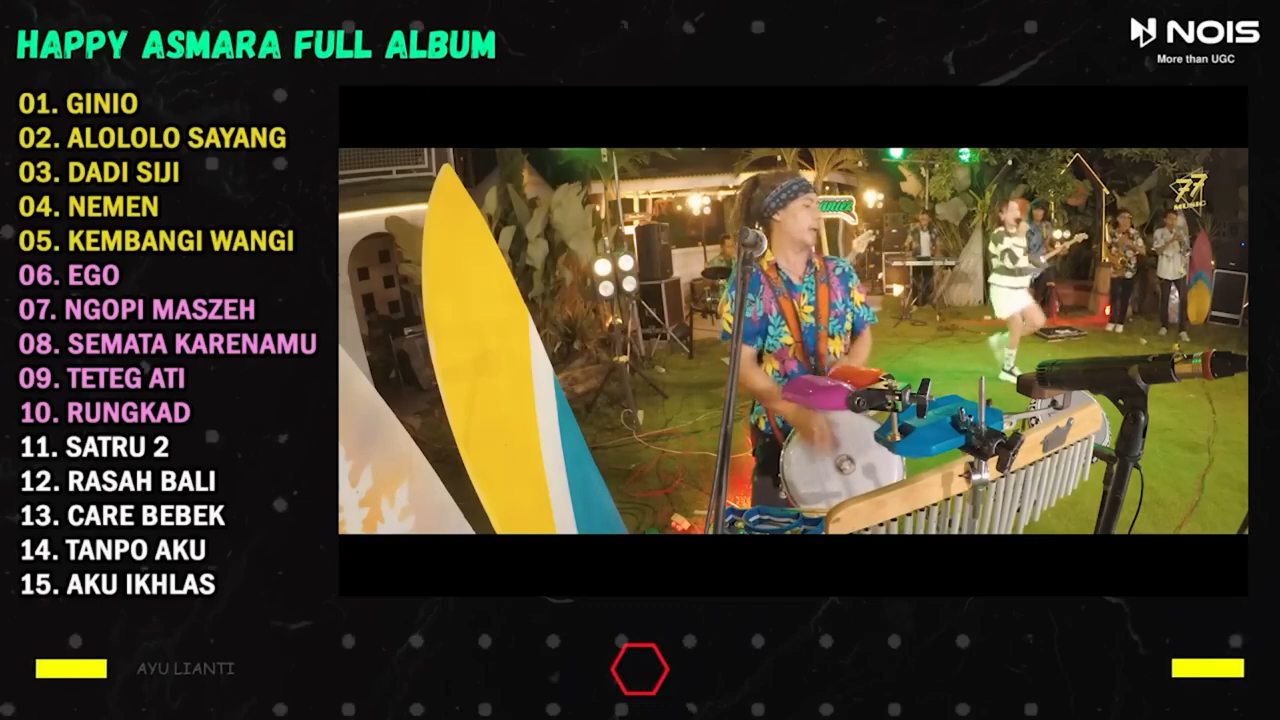 HAPPY ASMARA FULL ALBUM
NOIS
More than UGC
01. GINIO
02. ALOLOLO SAYANG
03. DADI SIJI
04. NEMEN
05. KEMBANGI WANGI
06. EGO
07. NGOPI MASZEH
08. SEMATA KARENAMU
09. TETEG ATI
10. RUNGKAD
11. SATRU 2
12. RASAH BALI
13. CARE BEBEK
14. TANPO AKU
15. AKU IKHLAS
77
MUSIC
AYU LIANTI